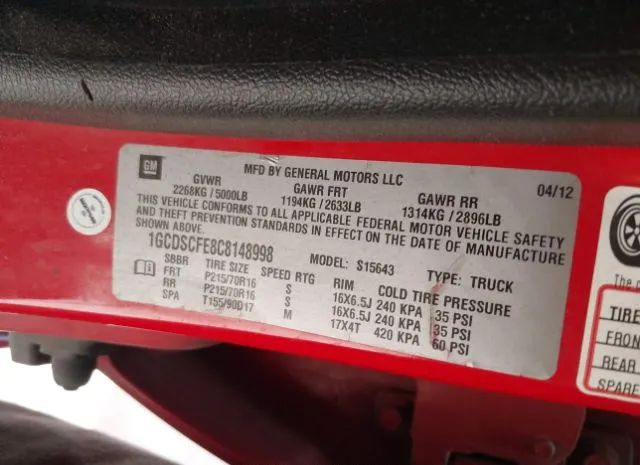 GM
MFD BY GENERAL MOTORS LLC
04/12
GVWR GAWR FRT GAWR RR
2268KG / 5000LB 1194KG / 2633LB 1314KG / 2896LB
THIS VEHICLE CONFORMS TO ALL APPLICABLE FEDERAL MOTOR VEHICLE SAFETY
AND THEFT PREVENTION STANDARDS IN EFFECT ON THE DATE OF MANUFACTURE
SHOWN ABOVE.
1GCDSCFE8C8148998
MODEL: S15643 TYPE: TRUCK
SBBR TIRE SIZE SPEED RTG RIM COLD TIRE PRESSURE
FRT P215/70R16 S 16X6.5J 240 KPA 35 PSI
RR P215/70R16 S 16X6.5J 240 KPA 35 PSI
SPA T155/90D17 M 17X4T 420 KPA 60 PSI
The
TIRE
FRON
REAR
SPARE